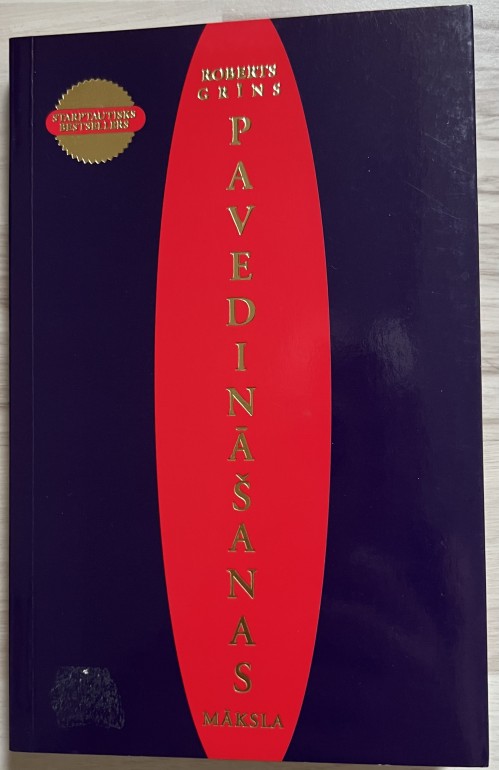 ROBERTS
GRĪNS
STARPTAUTISKS
BESTSELLERS
PAVEDINĀŠANAS
MĀKSLA